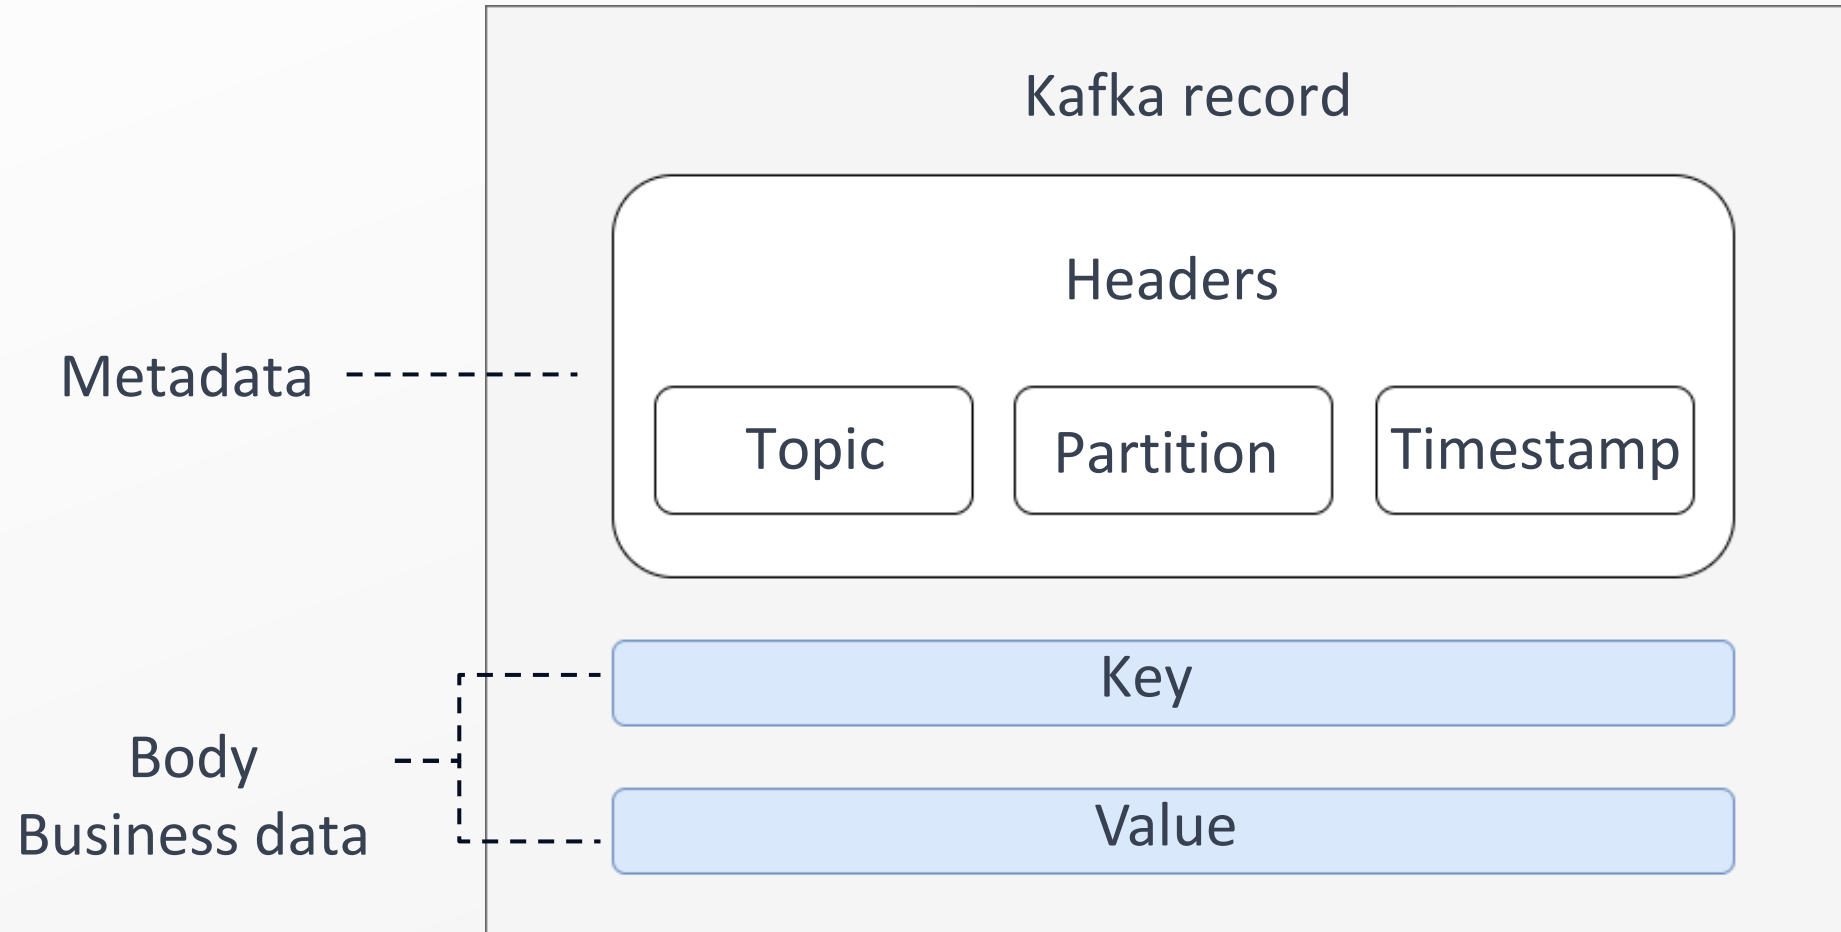 Kafka record
Headers
Metadata
Topic
Partition
Timestamp
Key
Body
Business data
Value